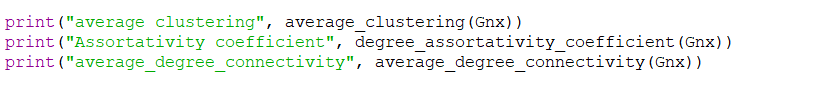 print("average clustering", average_clustering(Gnx))
print("Assortativity coefficient", degree_assortativity_coefficient(Gnx))
print("average_degree_connectivity", average_degree_connectivity(Gnx))